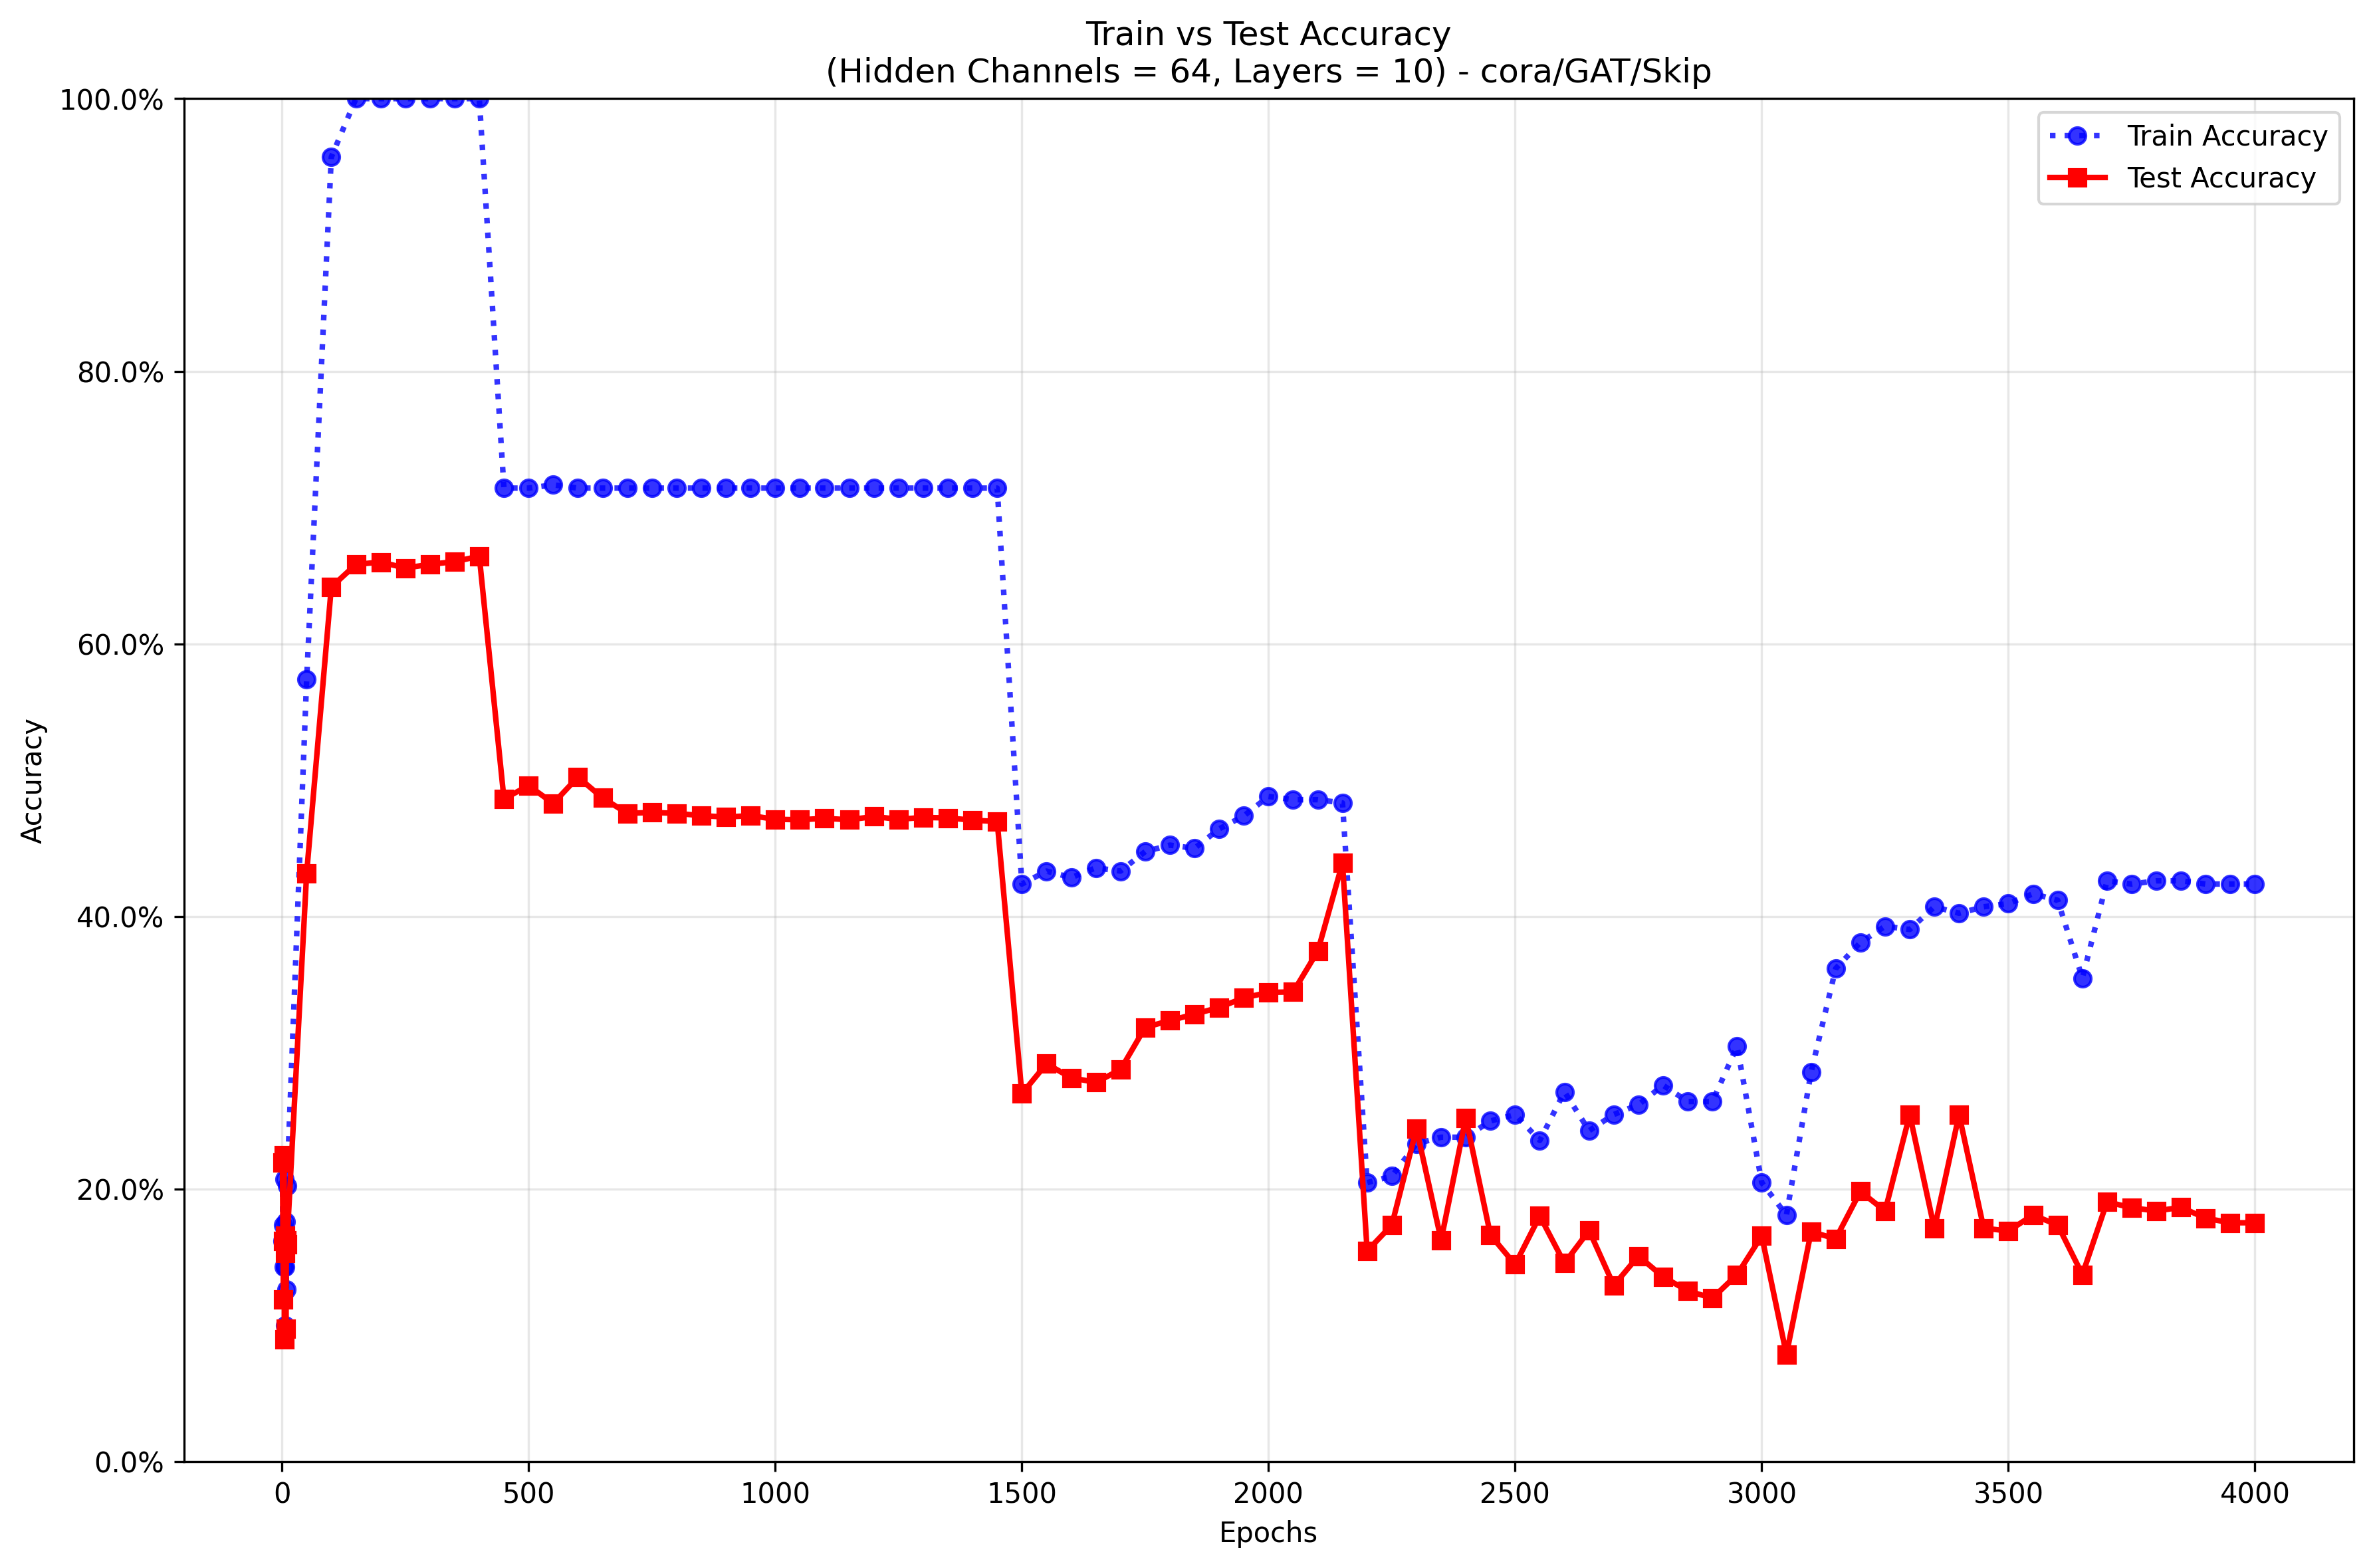 Train vs Test Accuracy
(Hidden Channels = 64, Layers = 10) - cora/GAT/Skip
Train Accuracy
Test Accuracy
Accuracy
100.0%
80.0%
60.0%
40.0%
20.0%
0.0%
0 500 1000 1500 2000 2500 3000 3500 4000
Epochs